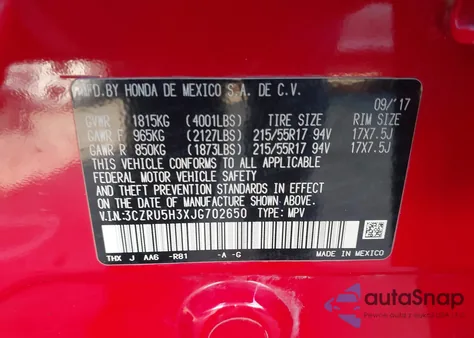 MFD.BY HONDA DE MEXICO S.A. DE C.V.
09/'17
GVWR 1815KG (4001LBS) TIRE SIZE RIM SIZE
GAWR F 965KG (2127LBS) 215/55R17 94V 17X7.5J
GAWR R 850KG (1873LBS) 215/55R17 94V 17X7.5J
THIS VEHICLE CONFORMS TO ALL APPLICABLE
FEDERAL MOTOR VEHICLE SAFETY AND
THEFT PREVENTION STANDARDS IN EFFECT ON
THE DATE OF MANUFACTURE SHOWN ABOVE.
V.I.N:3CZRU5H3XJG702650 TYPE: MPV
THX J AA6 -R81 -A -G
MADE IN MEXICO
autoSnap